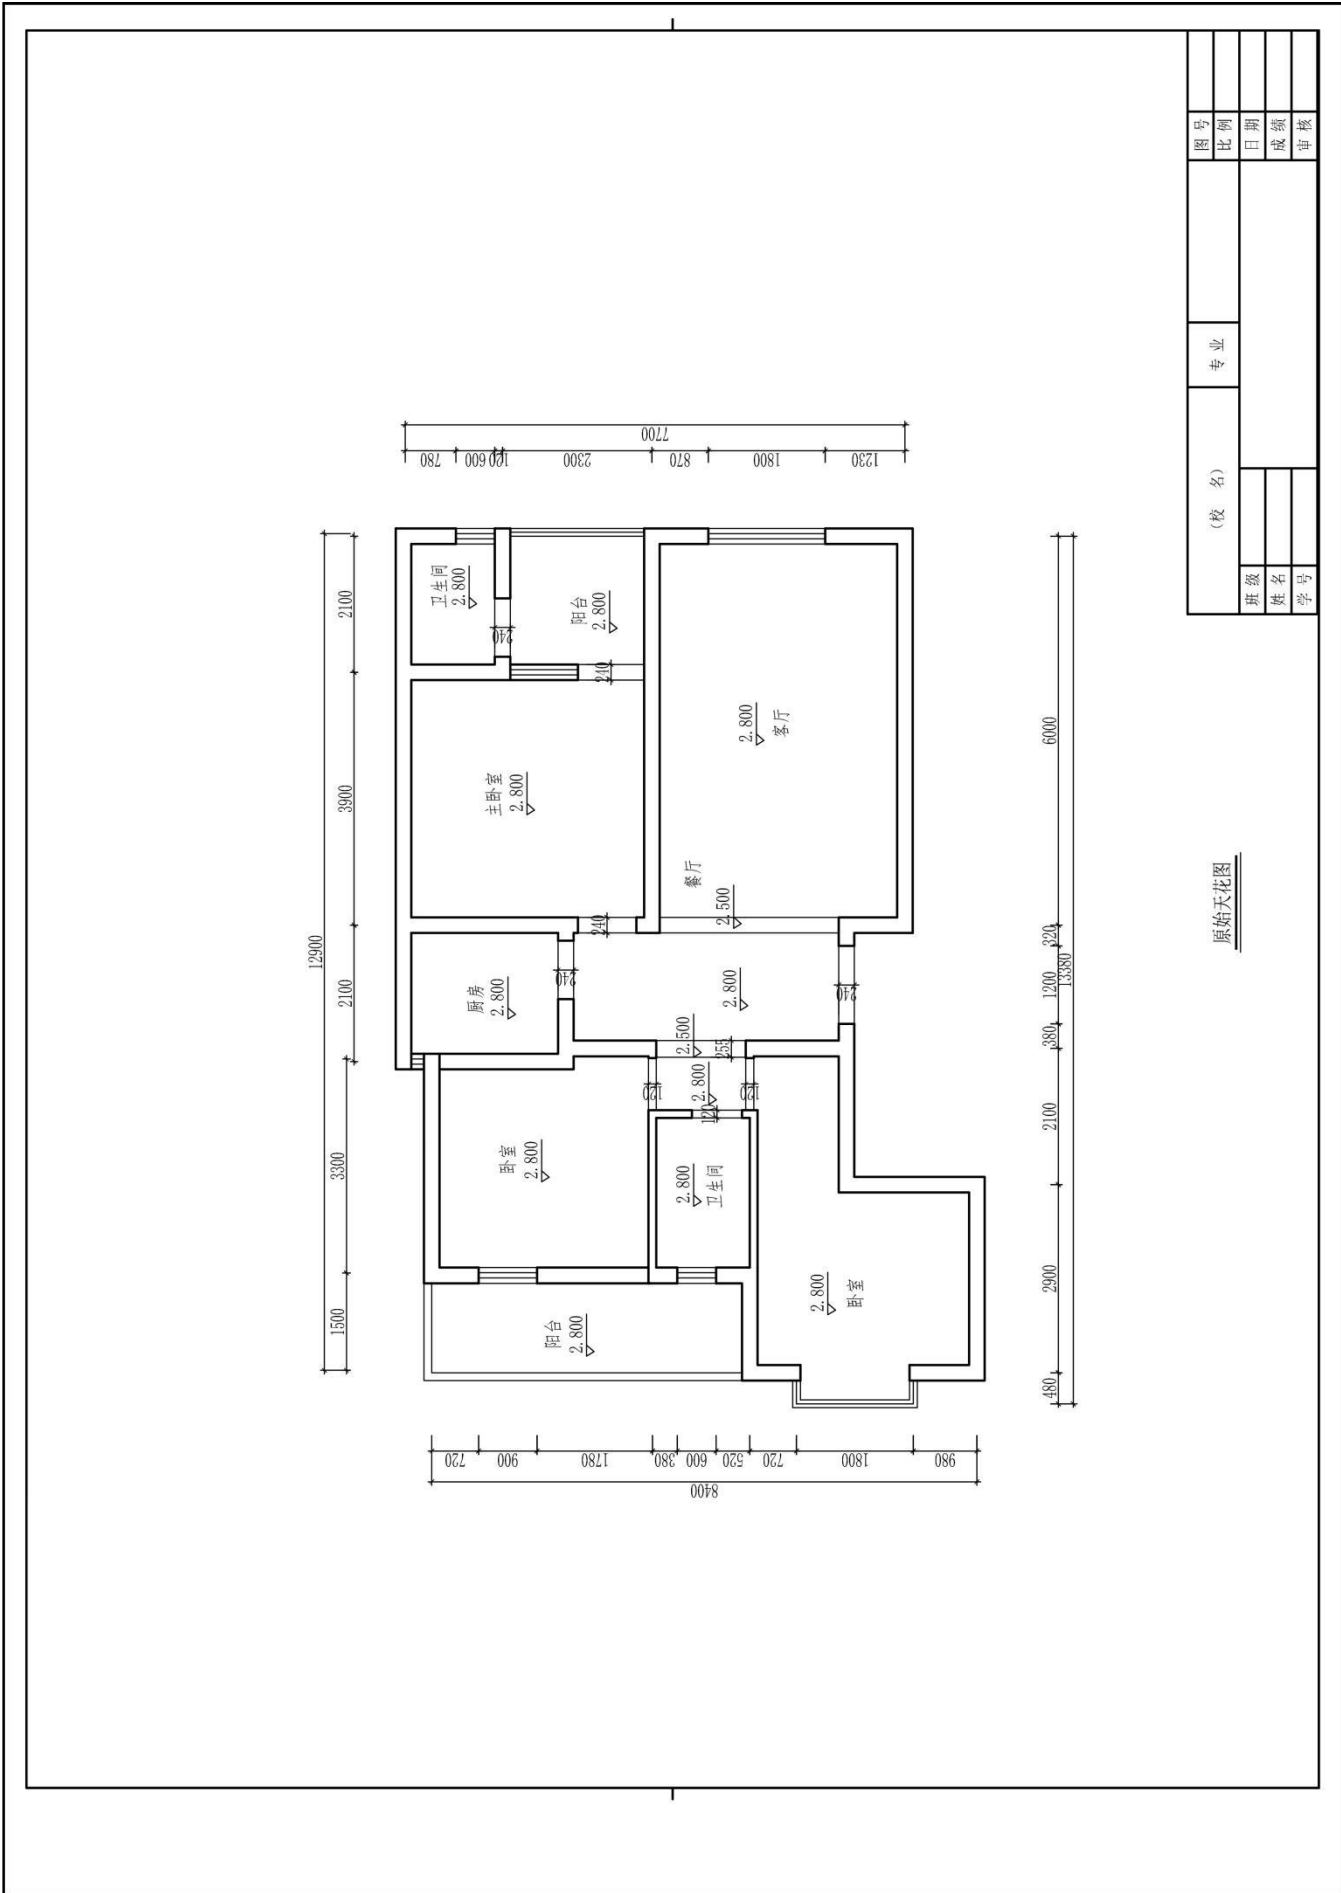 12900
1500
3300
2100
3900
2100
阳台
2.800
卧室
2.800
厨房
2.800
主卧室
2.800
卫生间
2.800
阳台
2.800
2.800
卫生间
2.800
2.500
2.800
2.500
餐厅
2.800
客厅
2.800
卧室
240
240
240
240
240
255
120
120
120
720
900
1780
380
600
520
720
1800
980
8400
780
600
120
2300
870
1800
1230
7700
480
2900
2100
380
1200
320
6000
13380
原始天花图
(校 名)
专 业
图 号
比 例
班 级
日 期
姓 名
成 绩
学 号
审 核